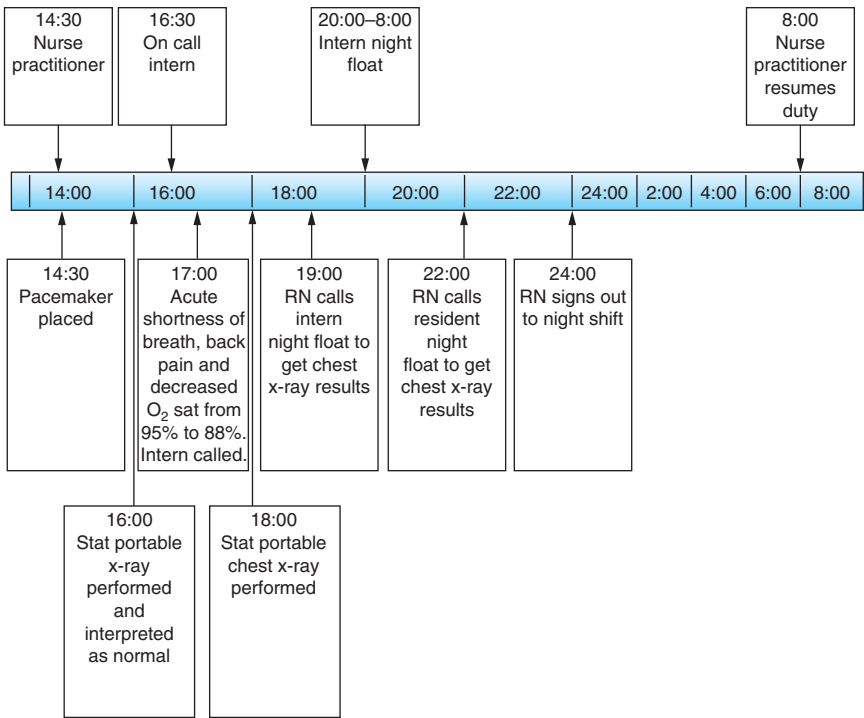 14:30
Nurse
practitioner
16:30
On call
intern
20:00–8:00
Intern night
float
8:00
Nurse
practitioner
resumes
duty
14:00
16:00
18:00
20:00
22:00
24:00
2:00
4:00
6:00
8:00
14:30
Pacemaker
placed
17:00
Acute
shortness of
breath, back
pain and
decreased
O₂ sat from
95% to 88%.
Intern called.
19:00
RN calls
intern
night float to
get chest
x-ray results
22:00
RN calls
resident
night
float to get
chest x-ray
results
24:00
RN signs out
to night shift
16:00
Stat portable
x-ray
performed
and
interpreted
as normal
18:00
Stat portable
chest x-ray
performed